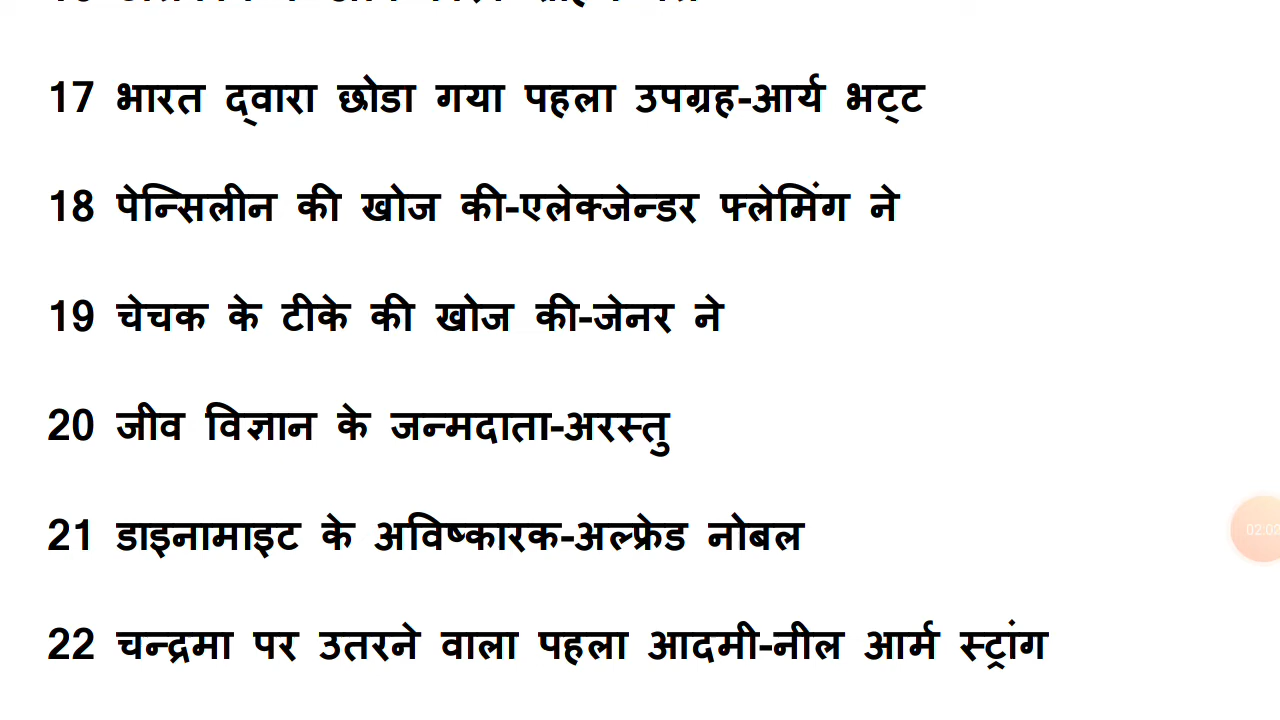 17 भारत द्वारा छोडा गया पहला उपग्रह-आर्य भट्ट
18 पेन्सिलीन की खोज की-एलेक्जेन्डर फ्लेमिंग ने
19 चेचक के टीके की खोज की-जेनर ने
20 जीव विज्ञान के जन्मदाता-अरस्तु
21 डाइनामाइट के अविष्कारक-अल्फ्रेड नोबल
22 चन्द्रमा पर उतरने वाला पहला आदमी-नील आर्म स्ट्रांग